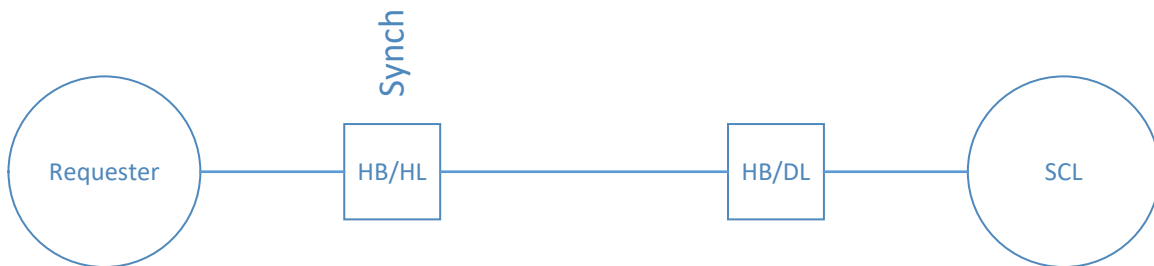 Synch
Requester
HB/HL
HB/DL
SCL